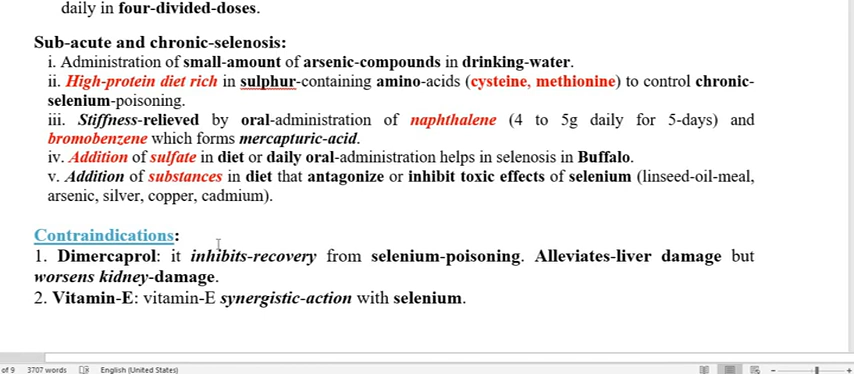 daily in four-divided-doses.
Sub-acute and chronic-selenosis:
i. Administration of small-amount of arsenic-compounds in drinking-water.
ii. High-protein diet rich in sulphur-containing amino-acids (cysteine, methionine) to control chronic-
selenium-poisoning.
iii. Stiffness-relieved by oral-administration of naphthalene (4 to 5g daily for 5-days) and
bromobenzene which forms mercapturic-acid.
iv. Addition of sulfate in diet or daily oral-administration helps in selenosis in Buffalo.
v. Addition of substances in diet that antagonize or inhibit toxic effects of selenium (linseed-oil-meal,
arsenic, silver, copper, cadmium).
Contraindications:
1. Dimercaprol: it inhibits-recovery from selenium-poisoning. Alleviates-liver damage but
worsens kidney-damage.
2. Vitamin-E: vitamin-E synergistic-action with selenium.
of 9 3707 words English (United States)